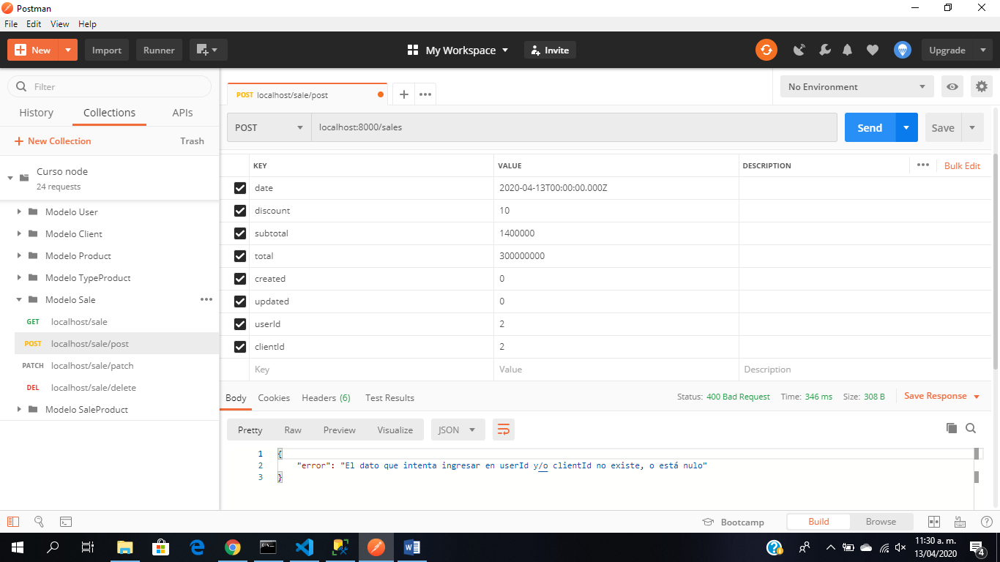 Postman
File Edit View Help
New Import Runner My Workspace Invite Upgrade
Filter
History Collections APIs
New Collection Trash
Curso node
24 requests
Modelo User
Modelo Client
Modelo Product
Modelo TypeProduct
Modelo Sale
GET localhost/sale
POST localhost/sale/post
PATCH localhost/sale/patch
DEL localhost/sale/delete
Modelo SaleProduct
POST localhost/sale/post
No Environment
POST localhost:8000/sales Send Save
KEY VALUE DESCRIPTION Bulk Edit
date 2020-04-13T00:00:00.000Z
discount 10
subtotal 1400000
total 300000000
created 0
updated 0
userId 2
clientId 2
Key Value Description
Body Cookies Headers (6) Test Results Status: 400 Bad Request Time: 346 ms Size: 308 B Save Response
Pretty Raw Preview Visualize JSON
1 {
2 "error": "El dato que intenta ingresar en userId y/o clientId no existe, o está nulo"
3 }
Bootcamp Build Browse
11:30 a. m.
13/04/2020
4